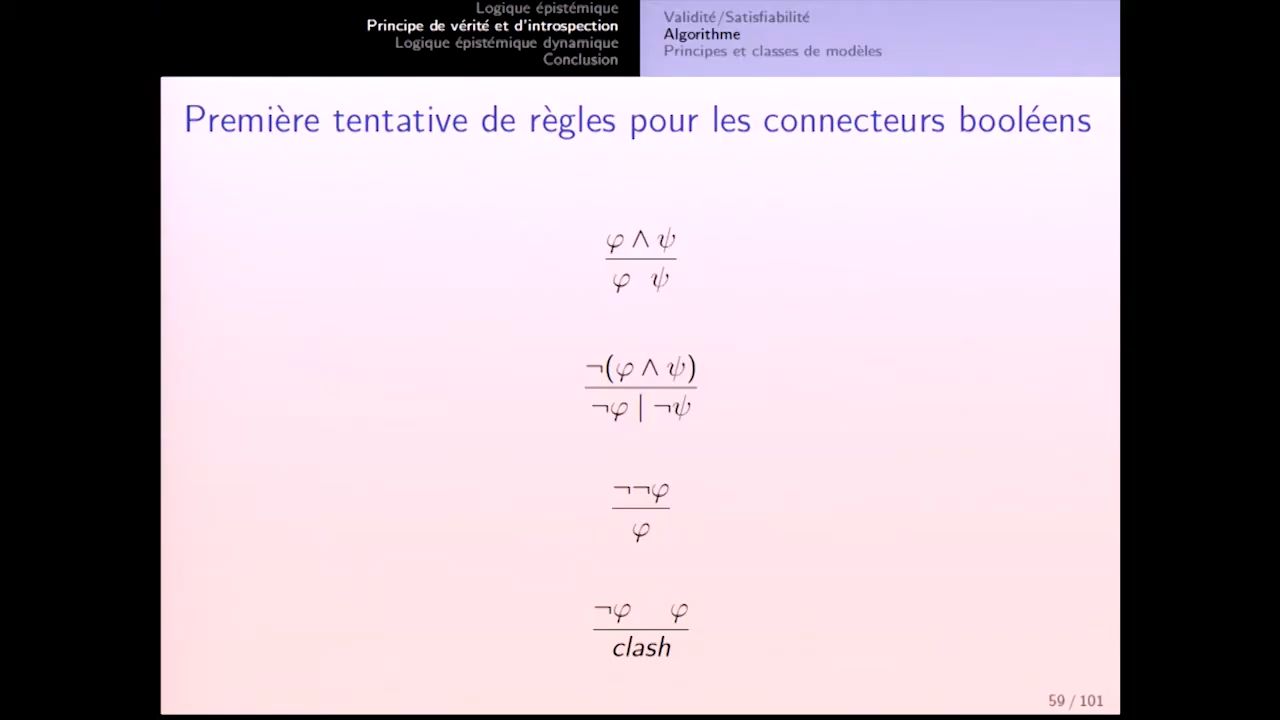 Logique épistémique
Principe de vérité et d'introspection
Logique épistémique dynamique
Conclusion
Validité/Satisfiabilité
Algorithme
Principes et classes de modèles
Première tentative de règles pour les connecteurs booléens
φ ∧ ψ
φ ψ
¬(φ ∧ ψ)
¬φ | ¬ψ
¬¬φ
φ
¬φ φ
clash
59 / 101